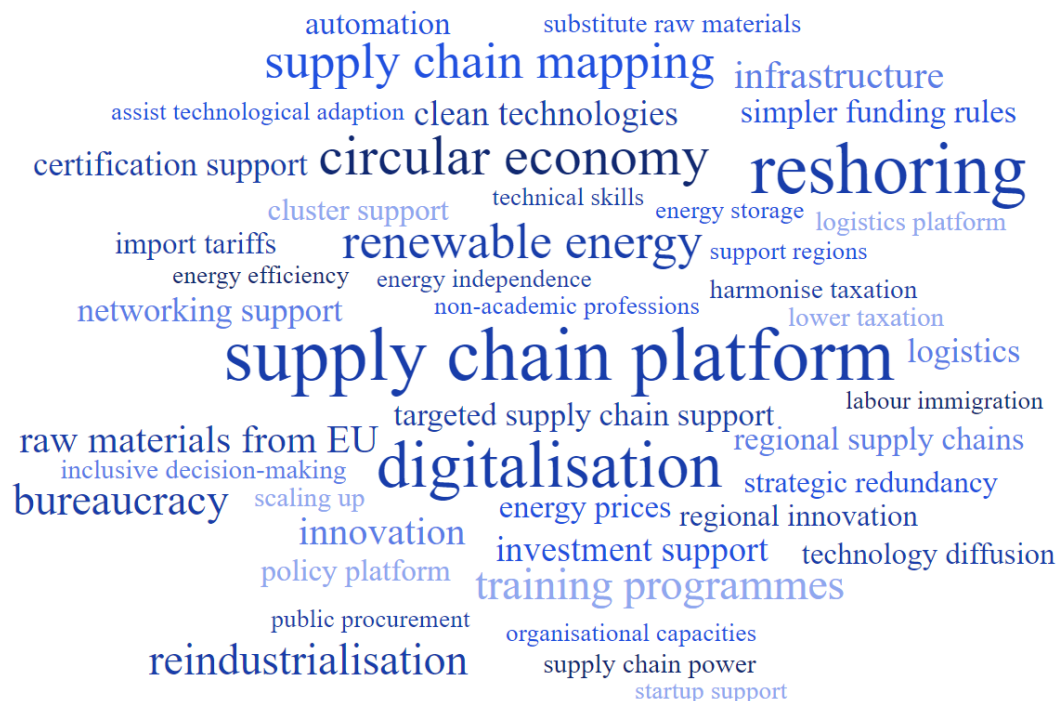 automation
substitute raw materials
supply chain mapping
infrastructure
assist technological adaption
clean technologies
simpler funding rules
certification support
circular economy
reshoring
technical skills
cluster support
energy storage
logistics platform
import tariffs
renewable energy
support regions
energy efficiency
energy independence
harmonise taxation
networking support
non-academic professions
lower taxation
supply chain platform
logistics
labour immigration
targeted supply chain support
raw materials from EU
regional supply chains
inclusive decision-making
digitalisation
strategic redundancy
bureaucracy
scaling up
energy prices
regional innovation
innovation
investment support
technology diffusion
policy platform
training programmes
public procurement
organisational capacities
reindustrialisation
supply chain power
startup support